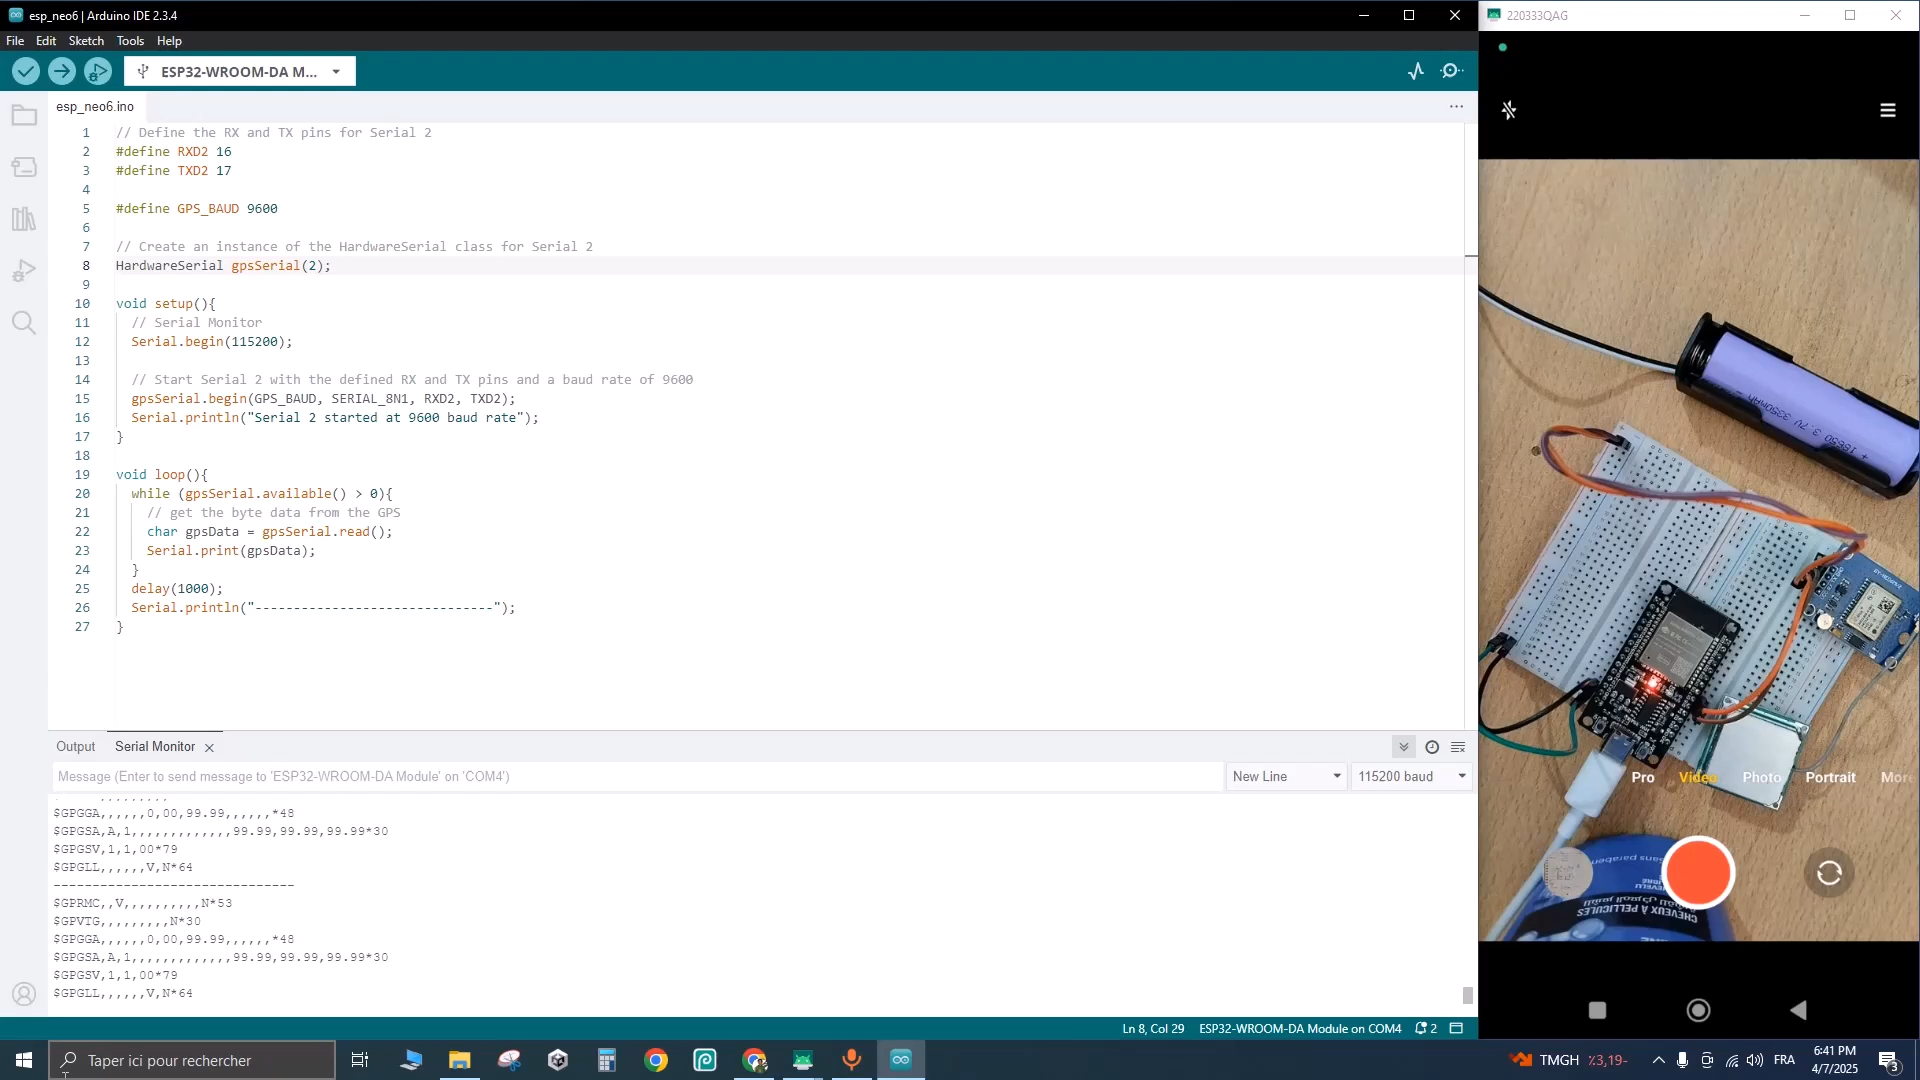 esp_neo6 | Arduino IDE 2.3.4
File Edit Sketch Tools Help
ESP32-WROOM-DA M...
esp_neo6.ino
1 // Define the RX and TX pins for Serial 2
2 #define RXD2 16
3 #define TXD2 17
4
5 #define GPS_BAUD 9600
6
7 // Create an instance of the HardwareSerial class for Serial 2
8 HardwareSerial gpsSerial(2);
9
10 void setup(){
11 // Serial Monitor
12 Serial.begin(115200);
13
14 // Start Serial 2 with the defined RX and TX pins and a baud rate of 9600
15 gpsSerial.begin(GPS_BAUD, SERIAL_8N1, RXD2, TXD2);
16 Serial.println("Serial 2 started at 9600 baud rate");
17 }
18
19 void loop(){
20 while (gpsSerial.available() > 0){
21 // get the byte data from the GPS
22 char gpsData = gpsSerial.read();
23 Serial.print(gpsData);
24 }
25 delay(1000);
26 Serial.println("-------------------------------");
27 }
Output Serial Monitor
Message (Enter to send message to 'ESP32-WROOM-DA Module' on 'COM4')
New Line
115200 baud
$GPGGA,,,,,,0,00,99.99,,,,,,*48
$GPGSA,A,1,,,,,,,,,,,,,99.99,99.99,99.99*30
$GPGSV,1,1,00*79
$GPGLL,,,,,,V,N*64
-------------------------------
$GPRMC,,V,,,,,,,,,,N*53
$GPVTG,,,,,,,,,N*30
$GPGGA,,,,,,0,00,99.99,,,,,,*48
$GPGSA,A,1,,,,,,,,,,,,,99.99,99.99,99.99*30
$GPGSV,1,1,00*79
$GPGLL,,,,,,V,N*64
Ln 8, Col 29 ESP32-WROOM-DA Module on COM4 2
220333QAG
18650 3.7V 3350mAh
Pro Video Photo Portrait More
sans paraben
CHEVEUX À PELLICULES
Taper ici pour rechercher
TMGH ٪3,19-
FRA
6:41 PM
4/7/2025
3